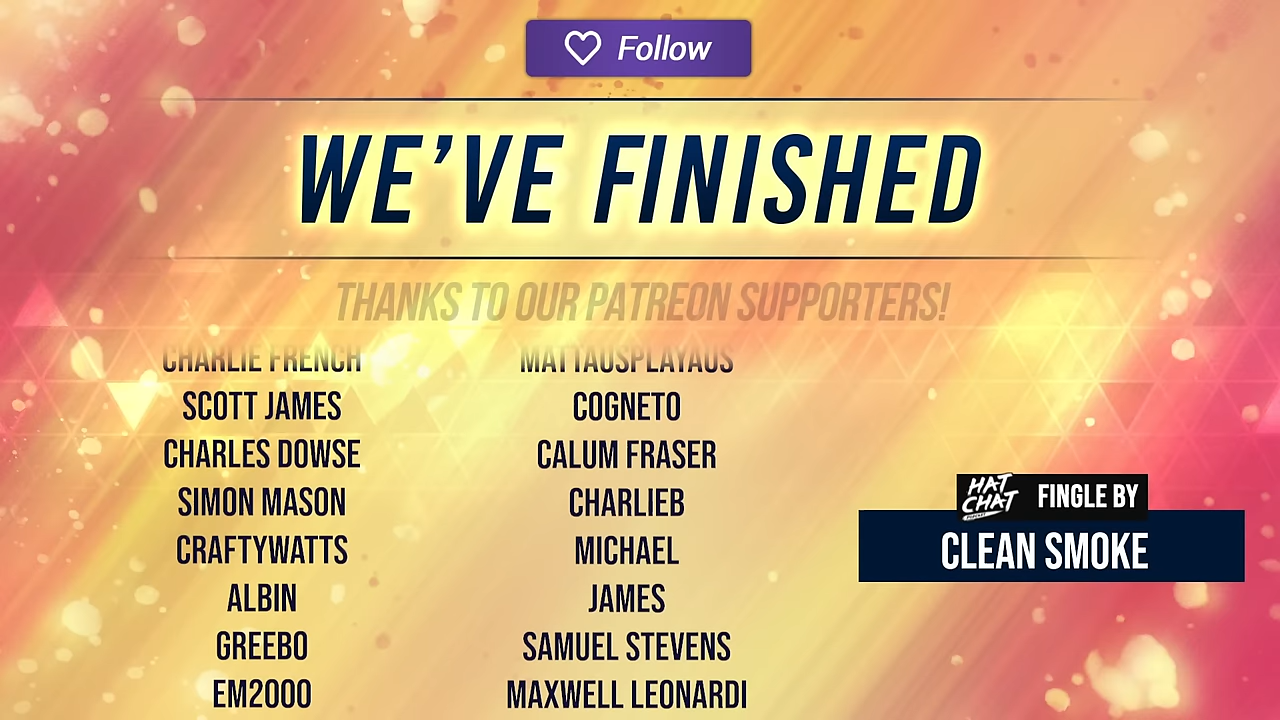 Follow
WE'VE FINISHED
THANKS TO OUR PATREON SUPPORTERS!
CHARLIE FRENCH
MATTAUSPLAYAUS
SCOTT JAMES
COGNETO
CHARLES DOWSE
CALUM FRASER
SIMON MASON
CHARLIEB
CRAFTYWATTS
MICHAEL
ALBIN
JAMES
GREEBO
SAMUEL STEVENS
EM2000
MAXWELL LEONARDI
HAT
CHAT
FINGLE BY
CLEAN SMOKE